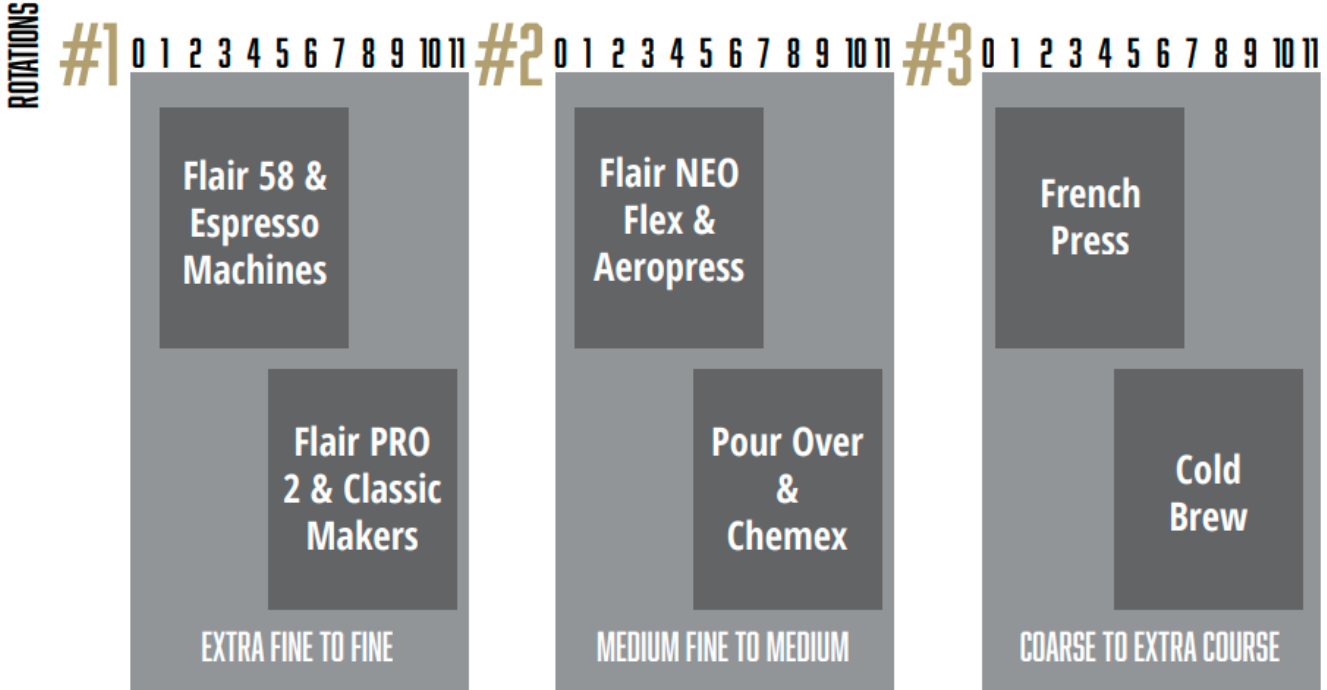 ROTATIONS
#1 0 1 2 3 4 5 6 7 8 9 10 11 #2 0 1 2 3 4 5 6 7 8 9 10 11 #3 0 1 2 3 4 5 6 7 8 9 10 11
Flair 58 &
Espresso
Machines
Flair PRO
2 & Classic
Makers
EXTRA FINE TO FINE
Flair NEO
Flex &
Aeropress
Pour Over
&
Chemex
MEDIUM FINE TO MEDIUM
French
Press
Cold
Brew
COARSE TO EXTRA COURSE